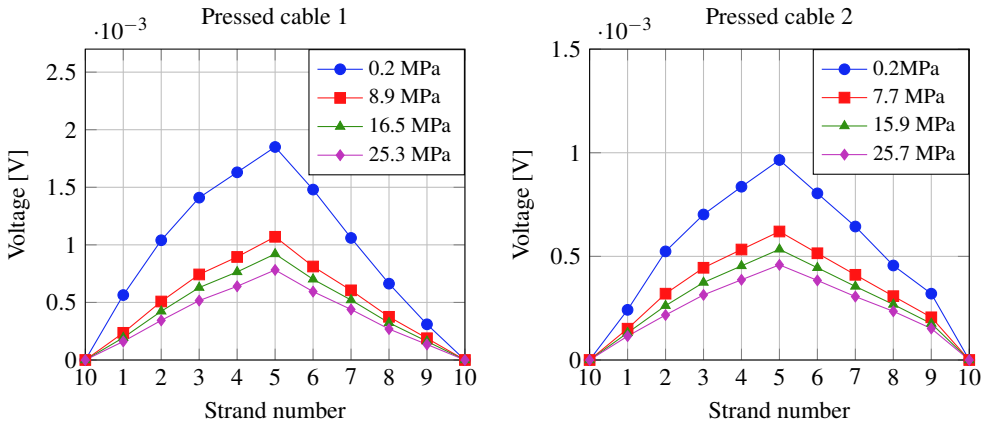 Pressed cable 1
·10⁻³
2.5
2
1.5
1
0.5
0
Voltage [V]
0.2 MPa
8.9 MPa
16.5 MPa
25.3 MPa
10 1 2 3 4 5 6 7 8 9 10
Strand number
Pressed cable 2
·10⁻³
1.5
1
0.5
0
Voltage [V]
0.2MPa
7.7 MPa
15.9 MPa
25.7 MPa
10 1 2 3 4 5 6 7 8 9 10
Strand number